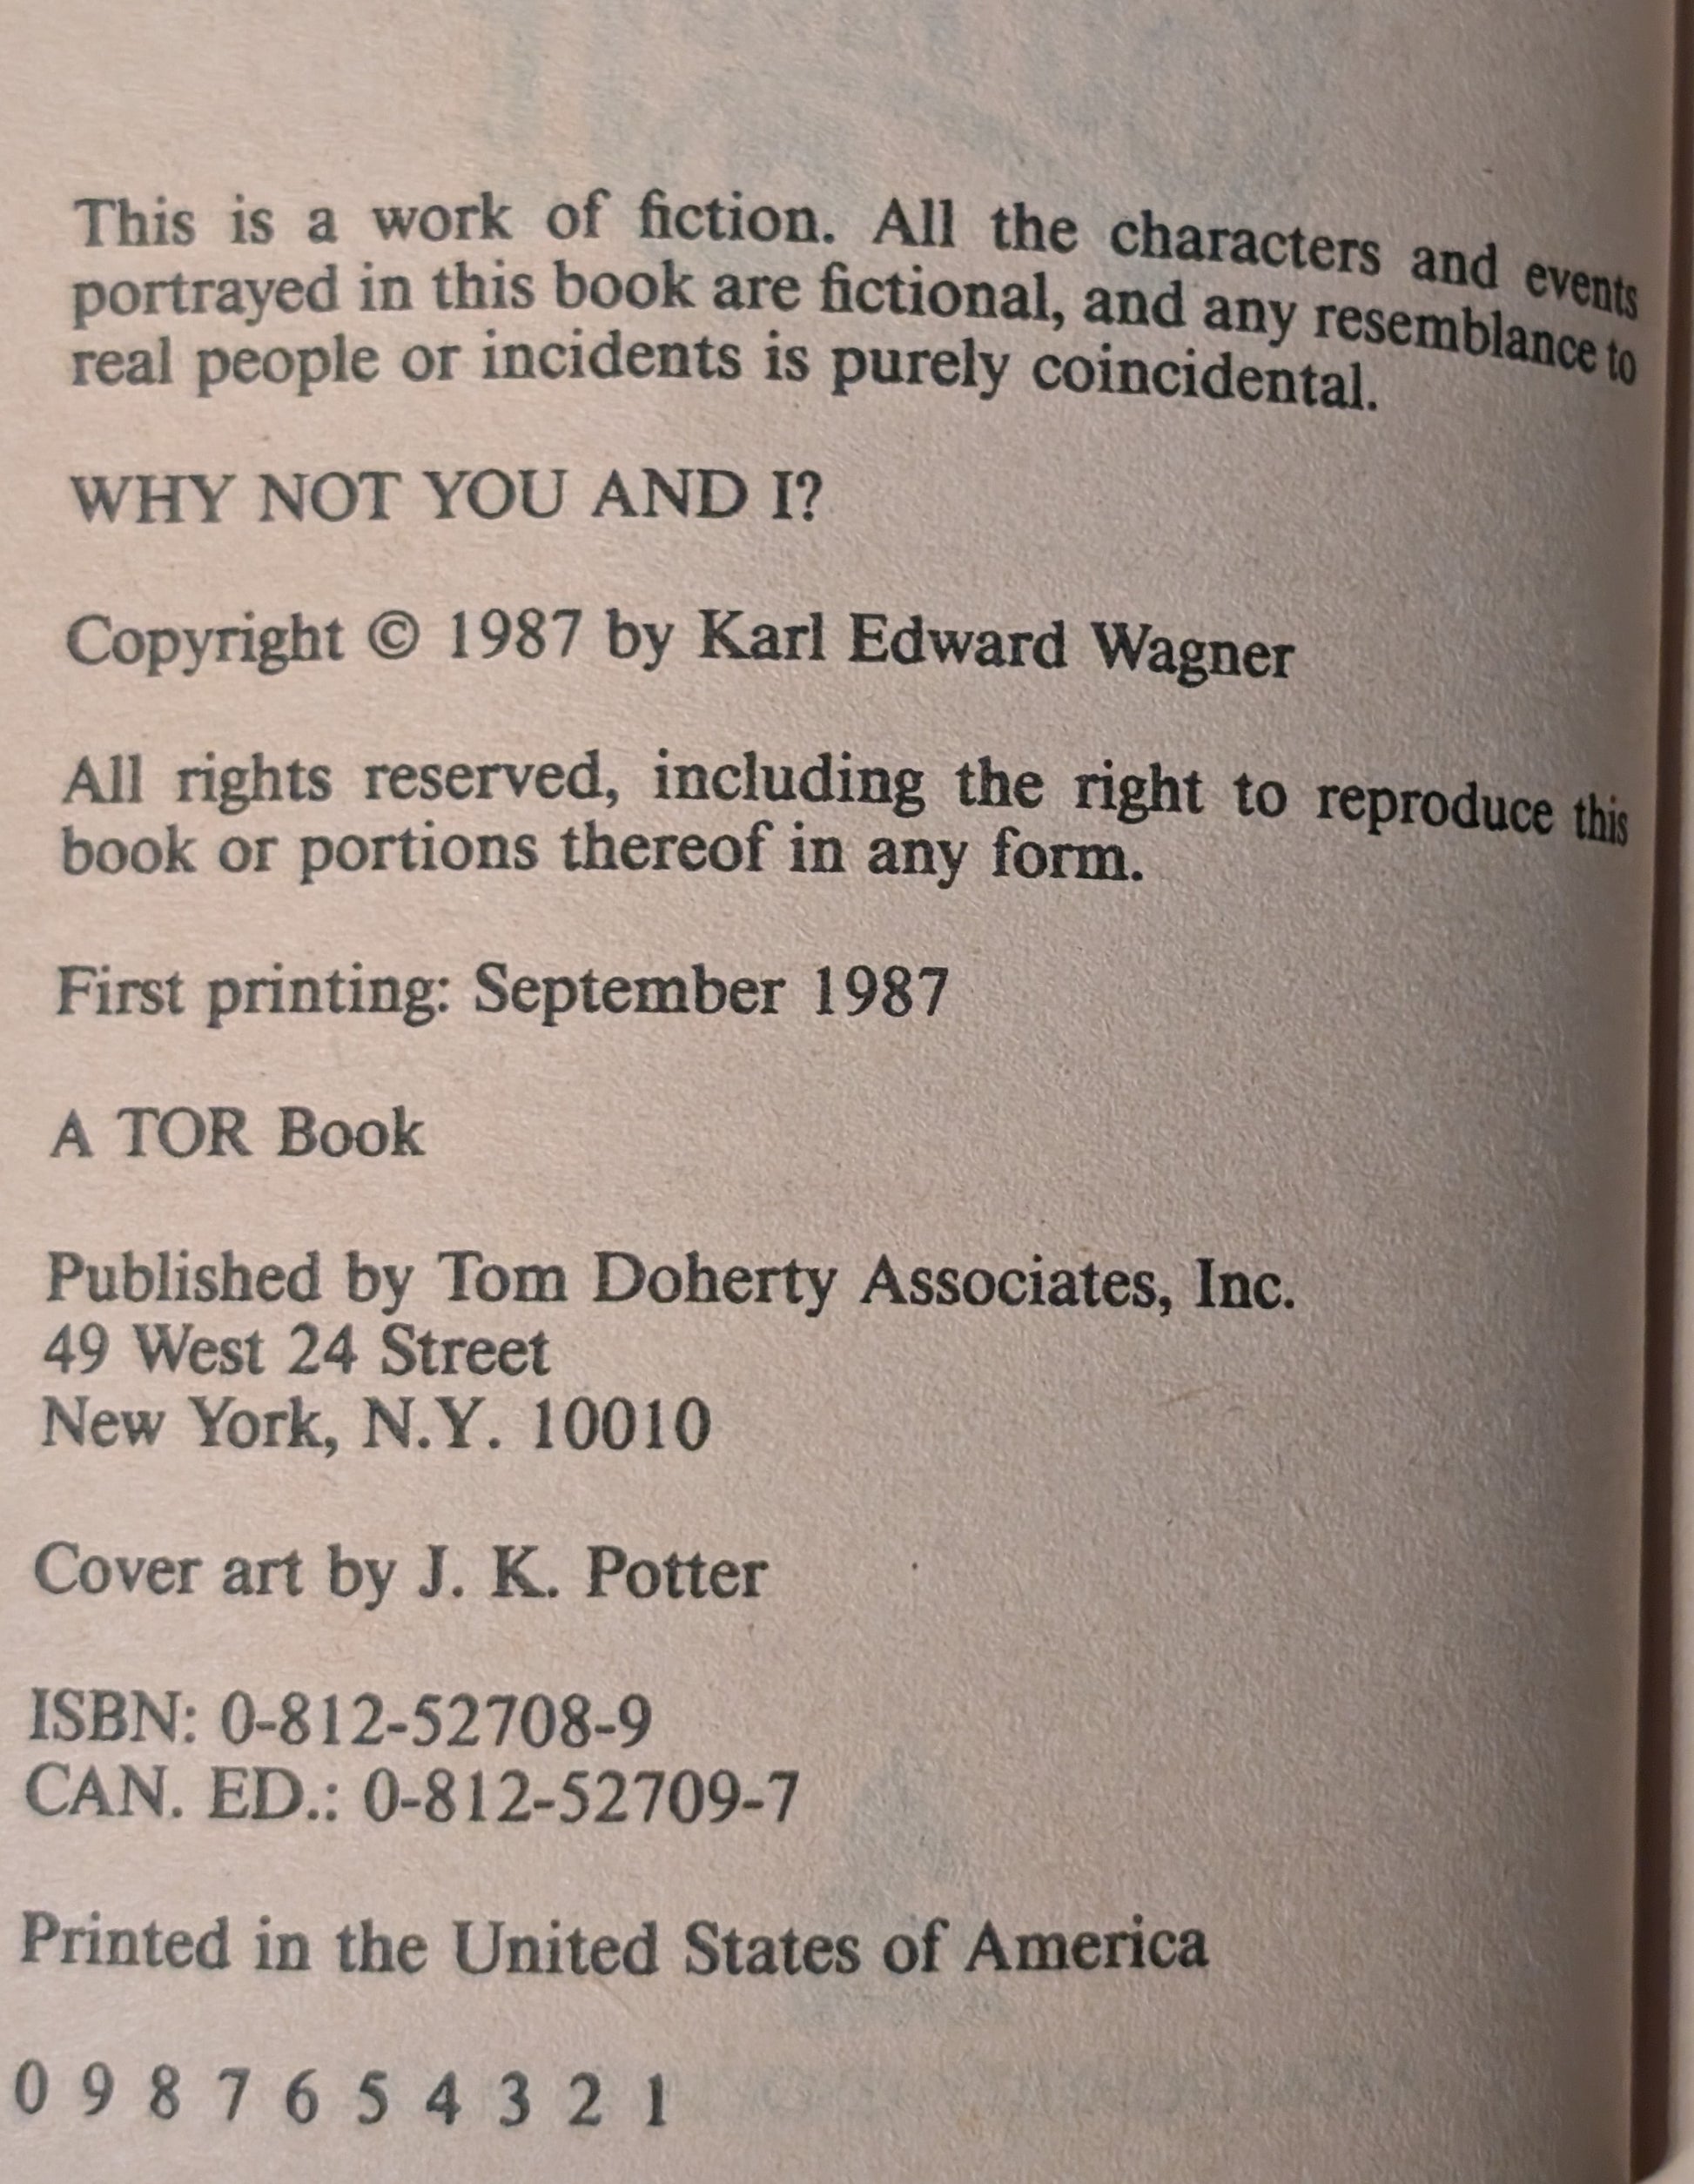 This is a work of fiction. All the characters and events
portrayed in this book are fictional, and any resemblance to
real people or incidents is purely coincidental.
WHY NOT YOU AND I?
Copyright © 1987 by Karl Edward Wagner
All rights reserved, including the right to reproduce this
book or portions thereof in any form.
First printing: September 1987
A TOR Book
Published by Tom Doherty Associates, Inc.
49 West 24 Street
New York, N.Y. 10010
Cover art by J. K. Potter
ISBN: 0-812-52708-9
CAN. ED.: 0-812-52709-7
Printed in the United States of America
0 9 8 7 6 5 4 3 2 1